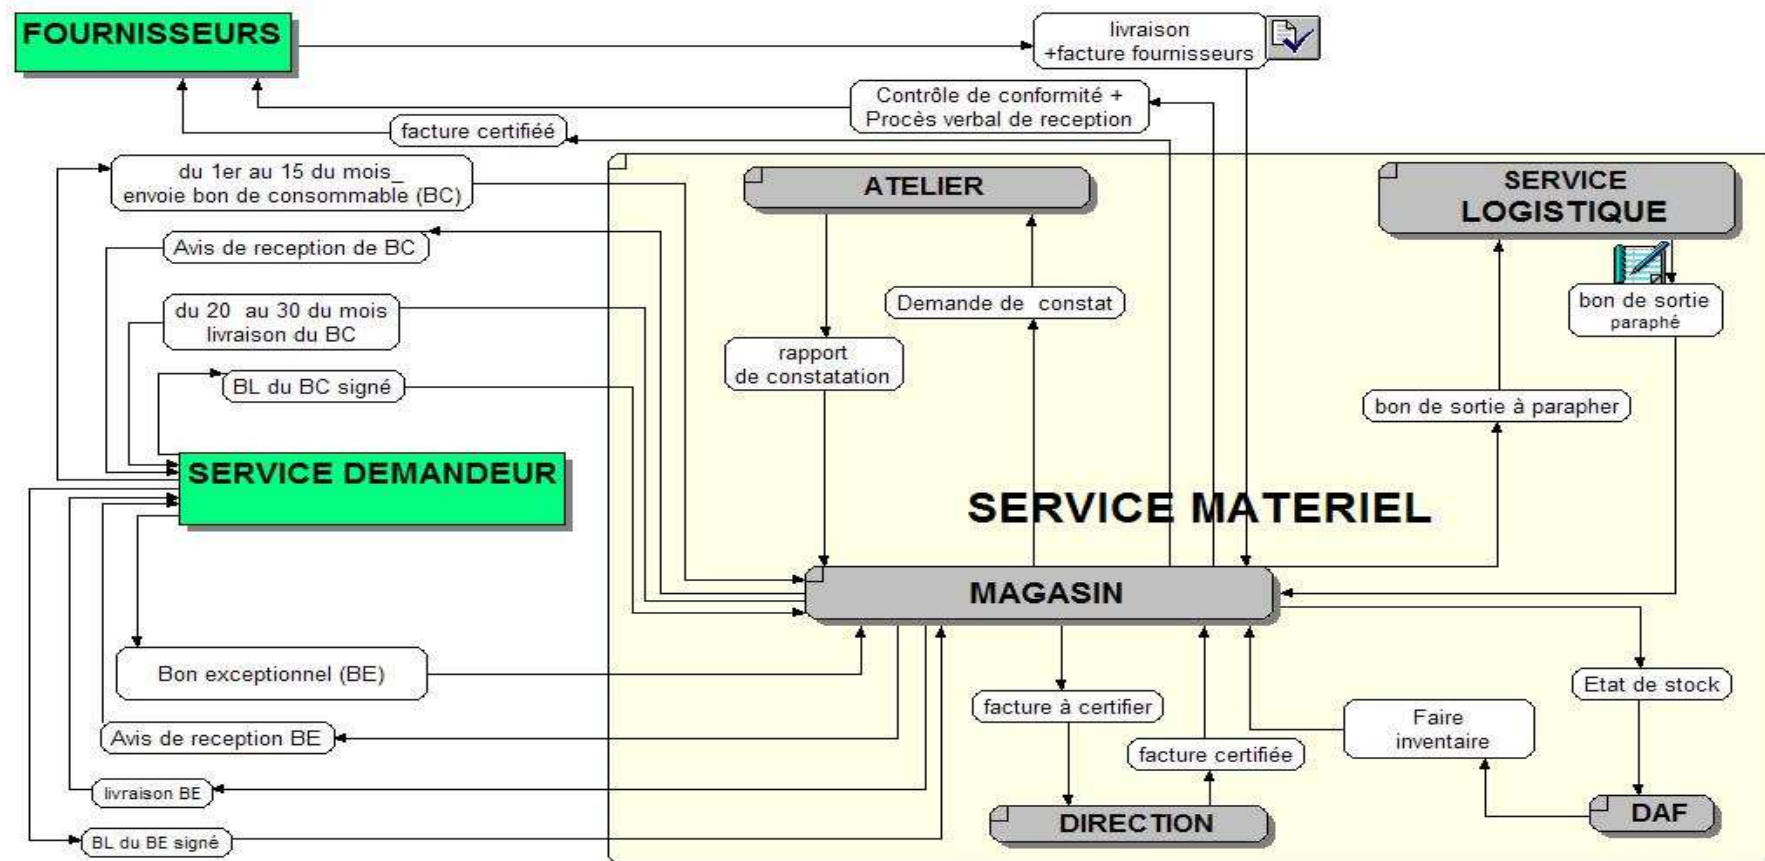 FOURNISSEURS
livraison
+facture fournisseurs
Contrôle de conformité +
Procès verbal de reception
facture certifiéé
du 1er au 15 du mois_
envoie bon de consommable (BC)
ATELIER
SERVICE
LOGISTIQUE
Avis de reception de BC
Demande de constat
bon de sortie
paraphé
du 20 au 30 du mois
livraison du BC
rapport
de constatation
BL du BC signé
bon de sortie à parapher
SERVICE DEMANDEUR
SERVICE MATERIEL
MAGASIN
Bon exceptionnel (BE)
Etat de stock
facture à certifier
Faire
inventaire
Avis de reception BE
facture certifiée
livraison BE
DIRECTION
DAF
BL du BE signé